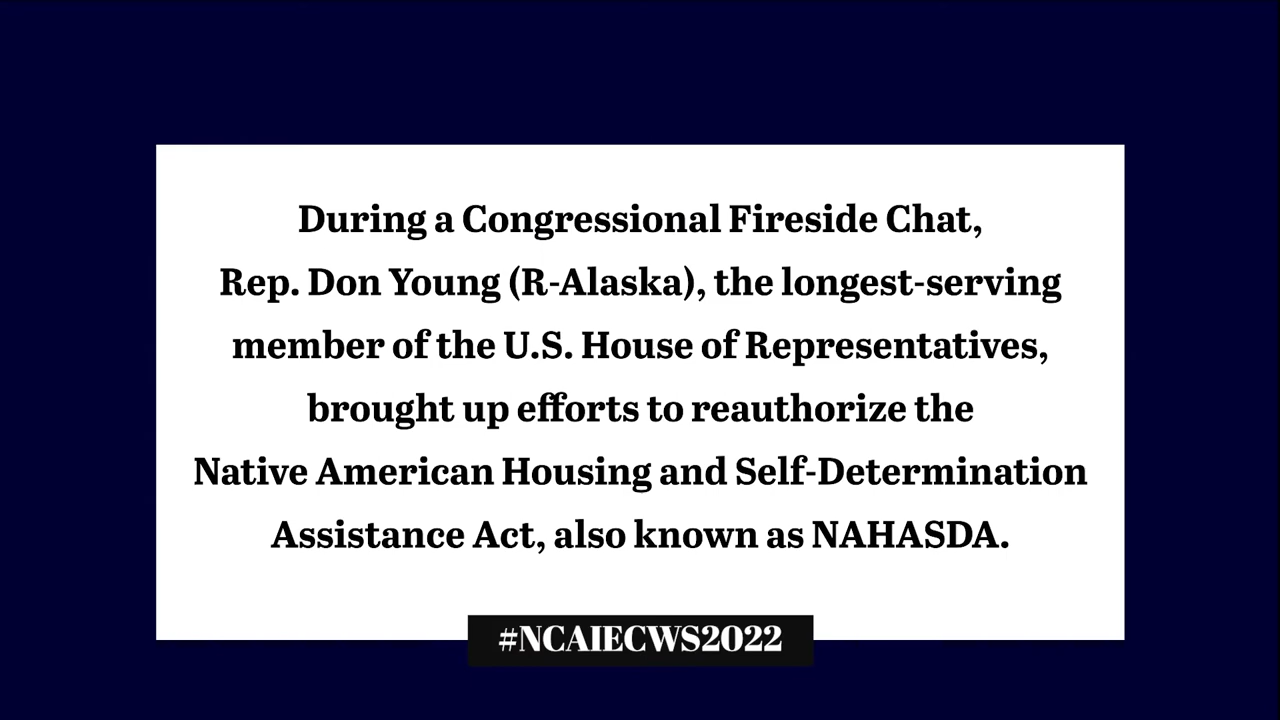 During a Congressional Fireside Chat,
Rep. Don Young (R-Alaska), the longest-serving
member of the U.S. House of Representatives,
brought up efforts to reauthorize the
Native American Housing and Self-Determination
Assistance Act, also known as NAHASDA.
#NCAIECWS2022